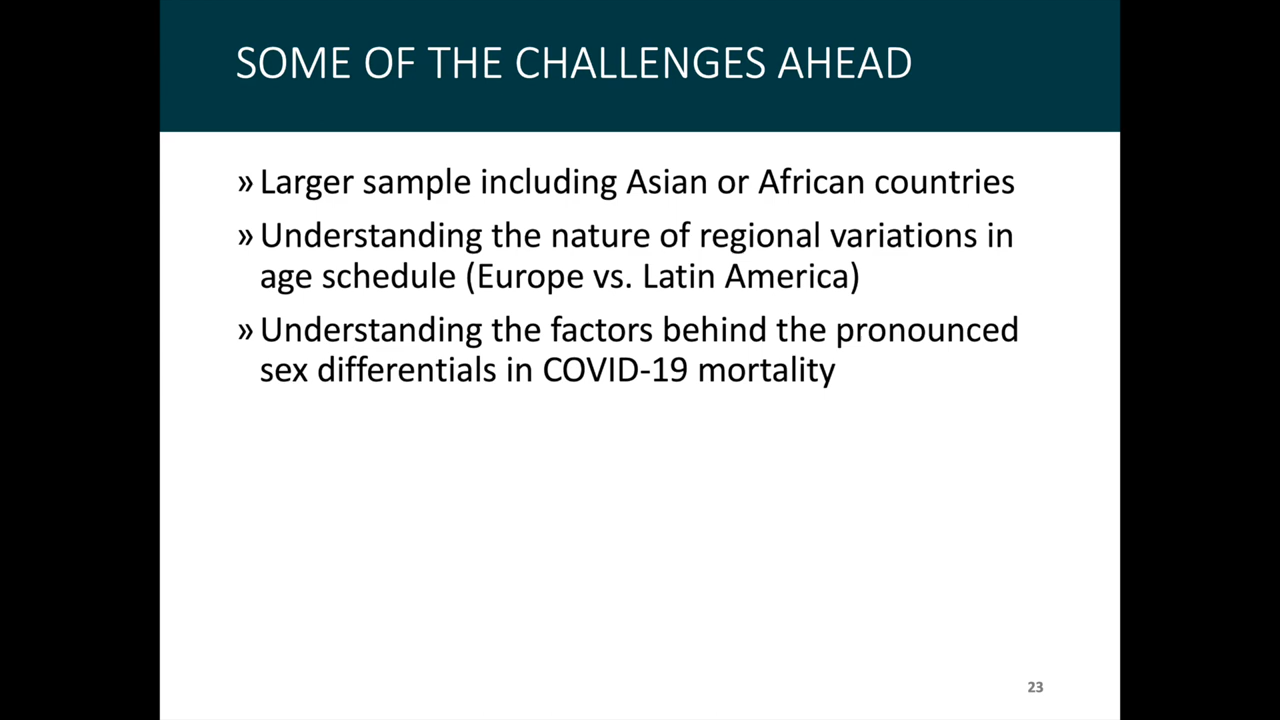 SOME OF THE CHALLENGES AHEAD
» Larger sample including Asian or African countries
» Understanding the nature of regional variations in
age schedule (Europe vs. Latin America)
» Understanding the factors behind the pronounced
sex differentials in COVID-19 mortality
23